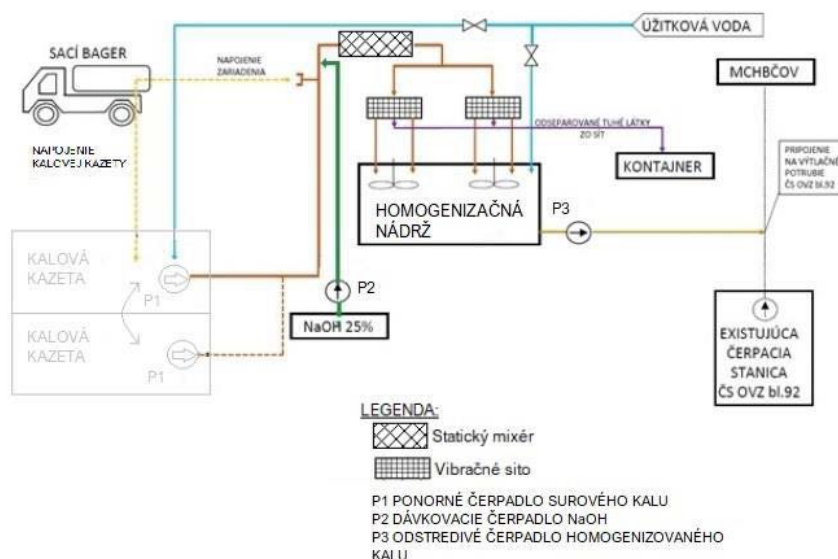 ÚŽITKOVÁ VODA
SACÍ BAGER
NAPOJENIE
ZARIADENIA
MCHBČOV
NAPOJENIE
KALOVEJ KAZETY
ODSEPAROVANÉ TUHÉ LÁTKY
ZO SÍT
KONTAJNER
PRIPOJENIE
NA VÝTLAČNÉ
POTRUBIE
ČS OVZ bl.92
HOMOGENIZAČNÁ
NÁDRŽ
P3
KALOVÁ
KAZETA
P1
P2
NaOH 25%
KALOVÁ
KAZETA
P1
EXISTUJÚCA
ČERPACIA
STANICA
ČS OVZ bl.92
LEGENDA:
Statický mixér
Vibračné sito
P1 PONORNÉ ČERPADLO SUROVÉHO KALU
P2 DÁVKOVACIE ČERPADLO NaOH
P3 ODSTREDIVÉ ČERPADLO HOMOGENIZOVANÉHO
KALU